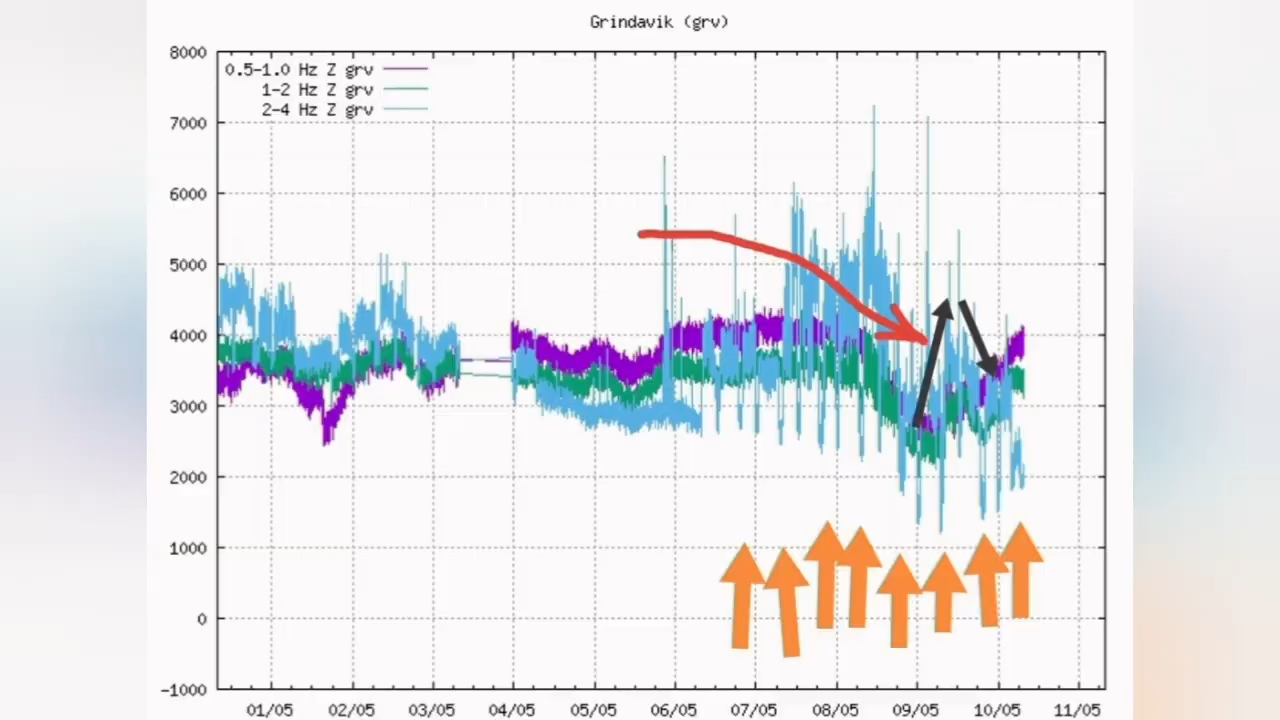 Grindavik (grv)
8000
0.5-1.0 Hz Z grv
1-2 Hz Z grv
2-4 Hz Z grv
7000
6000
5000
4000
3000
2000
1000
0
-1000
01/05 02/05 03/05 04/05 05/05 06/05 07/05 08/05 09/05 10/05 11/05